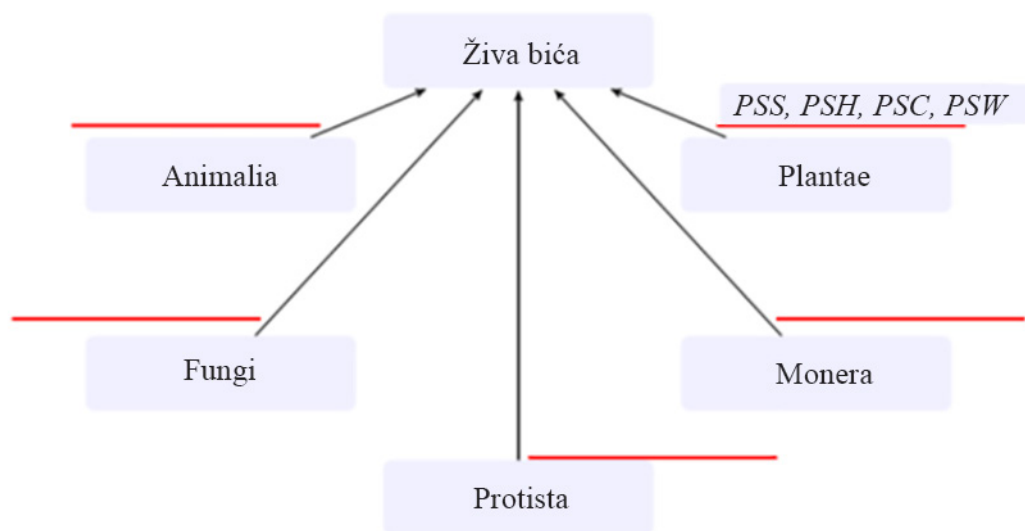 Živa bića
PSS, PSH, PSC, PSW
Animalia
Plantae
Fungi
Monera
Protista